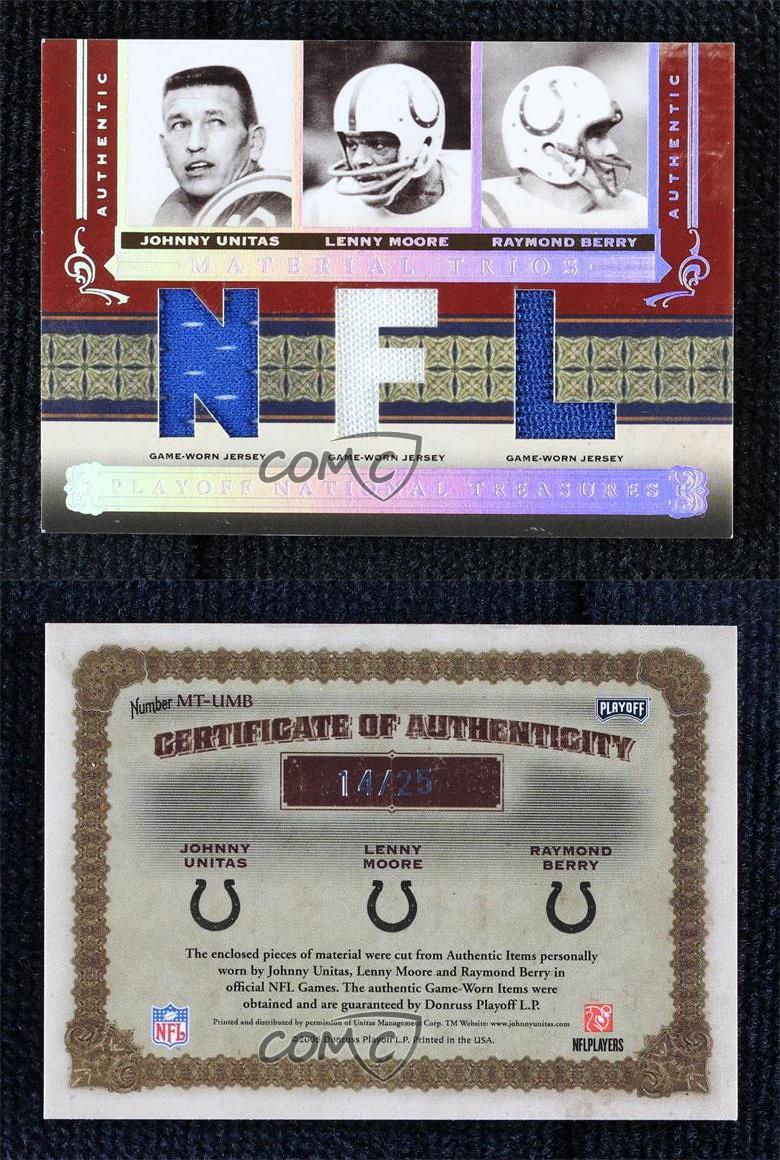 AUTHENTIC
AUTHENTIC
JOHNNY UNITAS LENNY MOORE RAYMOND BERRY
MATERIAL TRIOS
NFL
GAME-WORN JERSEY GAME-WORN JERSEY GAME-WORN JERSEY
COMC
PLAYOFF NATIONAL TREASURES
Number MT-UMB
PLAYOFF
CERTIFICATE OF AUTHENTICITY
14/25
JOHNNY UNITAS
LENNY MOORE
RAYMOND BERRY
The enclosed pieces of material were cut from Authentic Items personally
worn by Johnny Unitas, Lenny Moore and Raymond Berry in
official NFL Games. The authentic Game-Worn Items were
obtained and are guaranteed by Donruss Playoff L.P.
Printed and distributed by permission of Unitas Management Corp. TM Website: www.johnnyunitas.com
©2006 Donruss Playoff L.P. Printed in the USA.
NFL
NFLPLAYERS
COMC